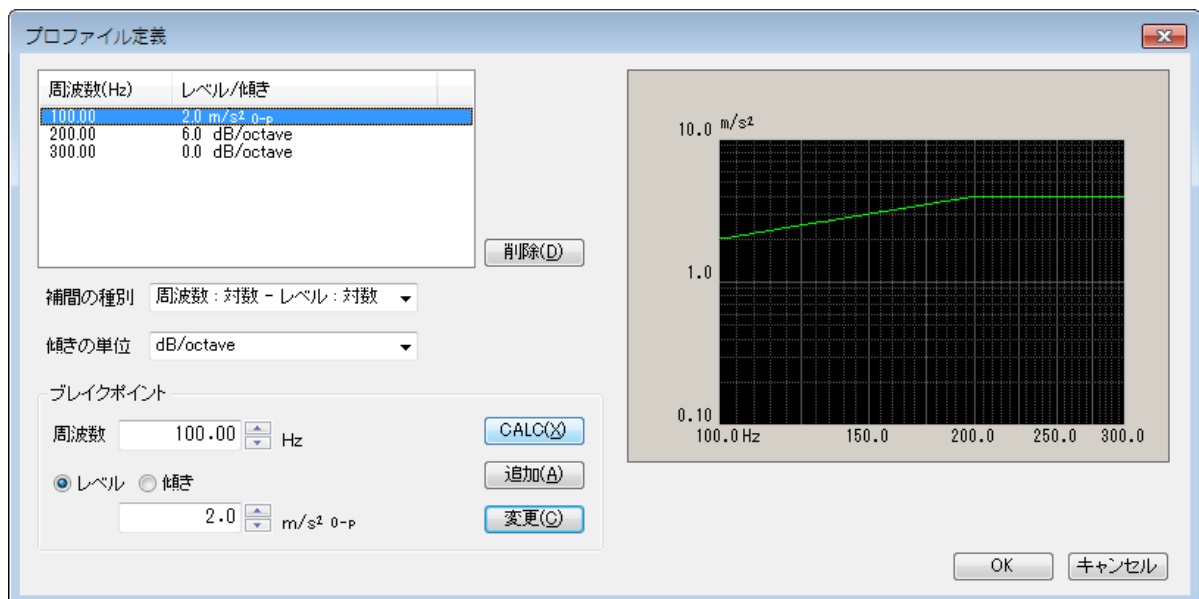 プロファイル定義
周波数(Hz) レベル/傾き
100.00 2.0 m/s² 0-p
200.00 6.0 dB/octave
300.00 0.0 dB/octave
削除(D)
補間の種別 周波数：対数 - レベル：対数
傾きの単位 dB/octave
ブレイクポイント
周波数 100.00 Hz
CALC(X)
レベル 傾き
追加(A)
2.0 m/s² 0-p
変更(C)
10.0 m/s²
1.0
0.10
100.0 Hz 150.0 200.0 250.0 300.0
OK キャンセル